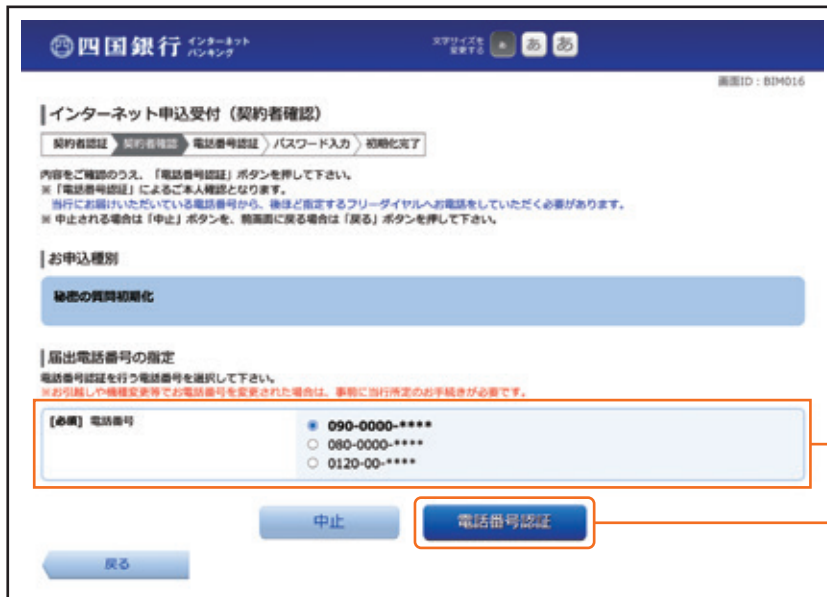 四国銀行 インターネットバンキング
文字サイズを変更する あ あ あ
画面ID:BIM016
インターネット申込受付(契約者確認)
契約者認証 契約者確認 電話番号認証 パスワード入力 初期化完了
内容をご確認のうえ、「電話番号認証」ボタンを押して下さい。
※「電話番号認証」によるご本人確認となります。
当行にお届けいただいている電話番号から、後ほど指定するフリーダイヤルへお電話をしていただく必要があります。
※ 中止される場合は「中止」ボタンを、前画面に戻る場合は「戻る」ボタンを押して下さい。
お申込種別
秘密の質問初期化
届出電話番号の指定
電話番号認証を行う電話番号を選択して下さい。
※お引越しや機種変更等でお電話番号を変更された場合は、事前に当行所定のお手続きが必要です。
[必須] 電話番号
090-0000-****
080-0000-****
0120-00-****
中止 電話番号認証
戻る